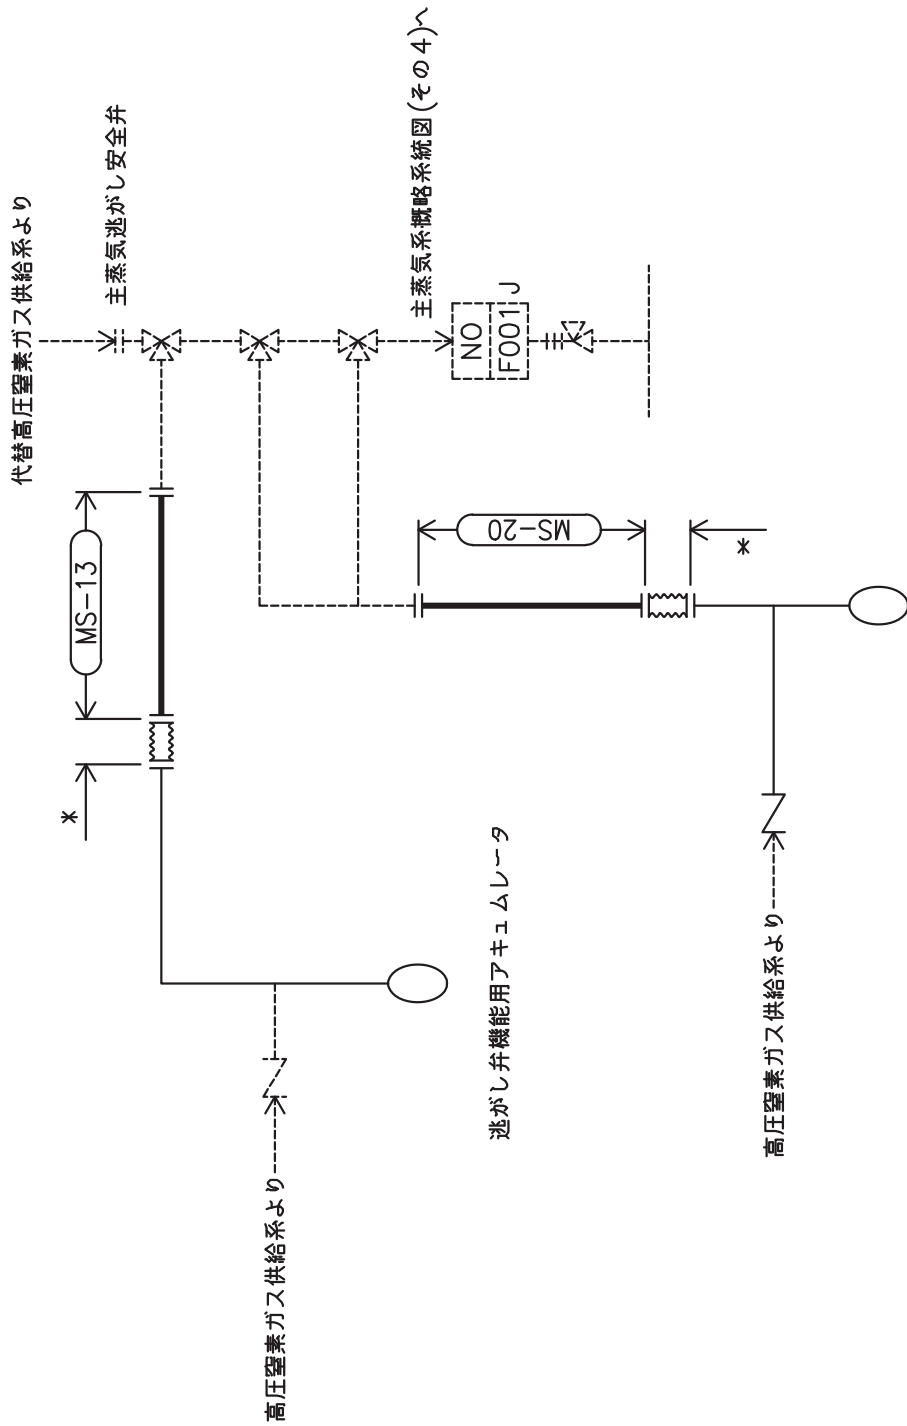 代替高圧窒素ガス供給系より
主蒸気逃がし安全弁
主蒸気系概略系統図(その4)へ
NO
F001
J
MS-13
*
MS-20
*
逃がし弁機能用アキュムレータ
高圧窒素ガス供給系より
高圧窒素ガス供給系より